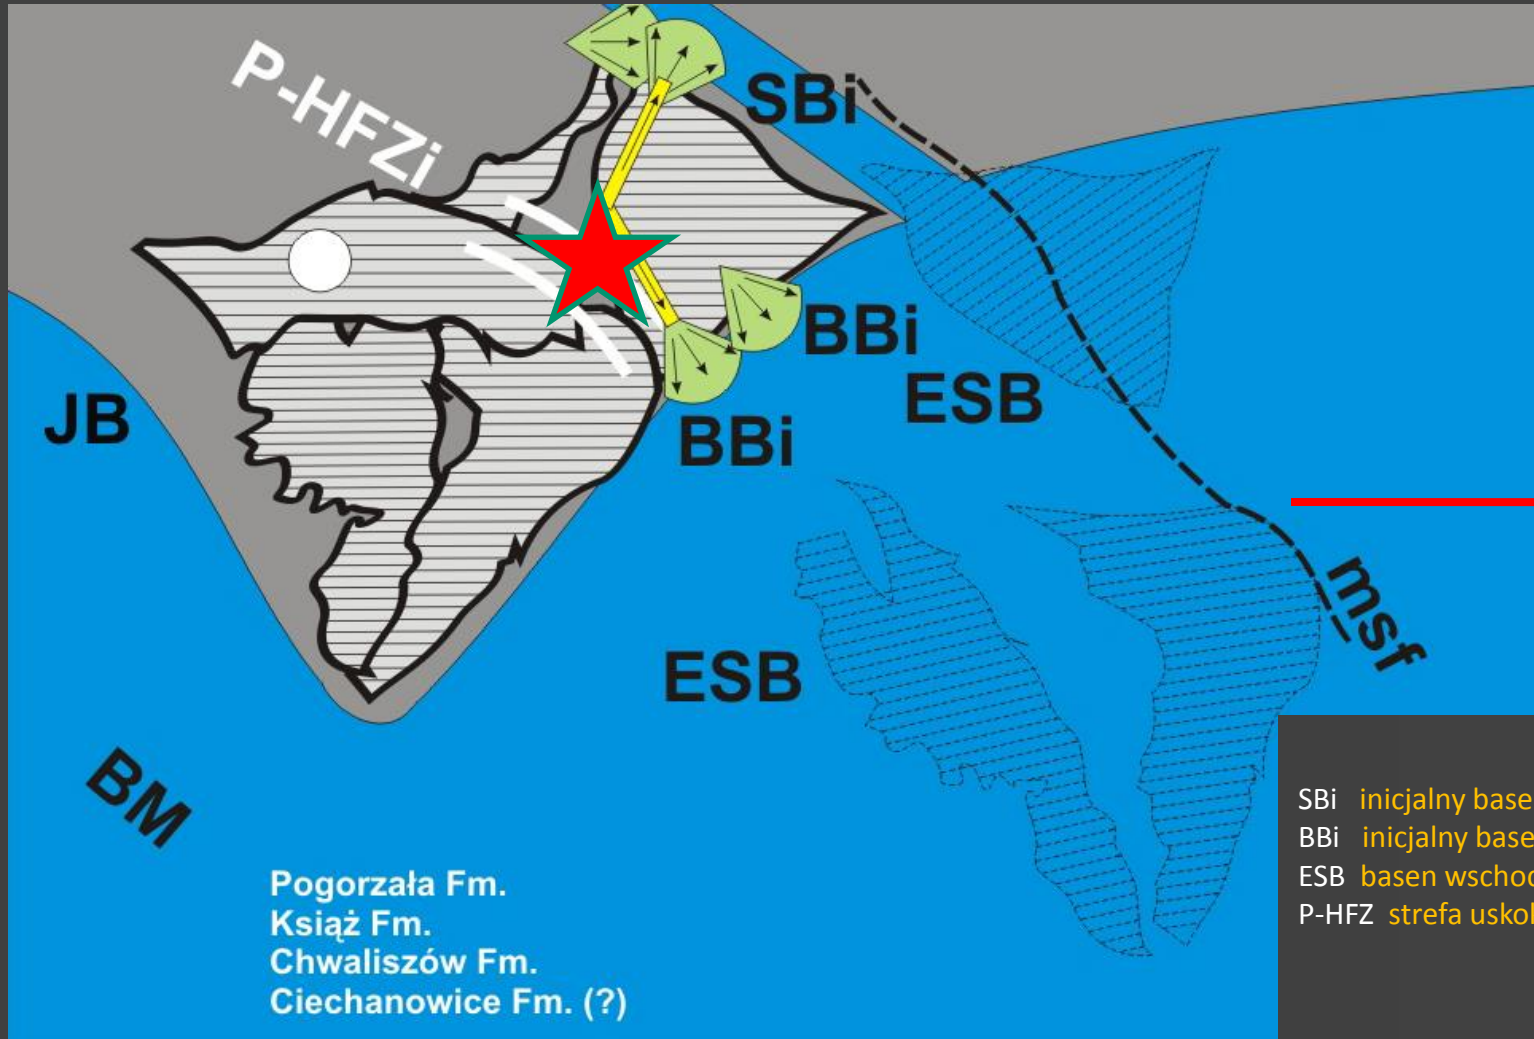 P-HFZi
SBi
BBi
ESB
JB
BBi
msf
ESB
BM
Pogorzała Fm.
Książ Fm.
Chwaliszów Fm.
Ciechanowice Fm. (?)
SBi inicjalny base
BBi inicjalny base
ESB basen wschod
P-HFZ strefa uskok